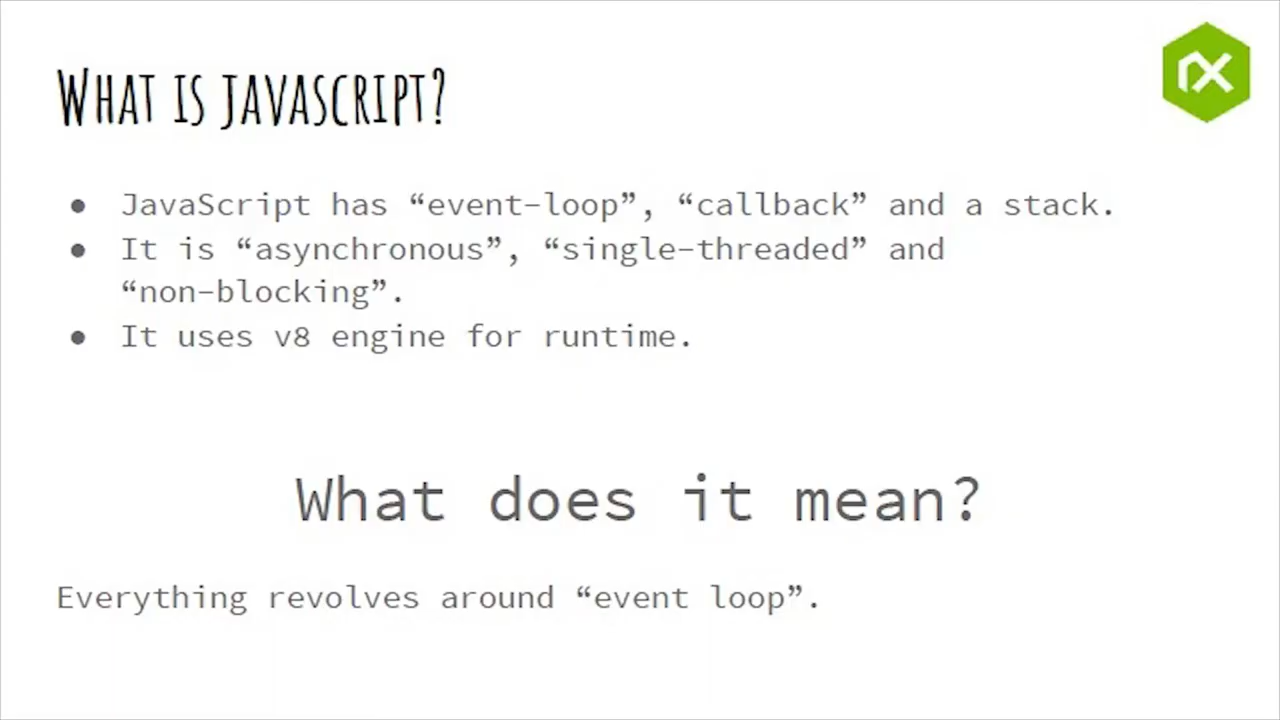 WHAT IS JAVASCRIPT?
rx
● JavaScript has “event-loop”, “callback” and a stack.
● It is “asynchronous”, “single-threaded” and
“non-blocking”.
● It uses v8 engine for runtime.
What does it mean?
Everything revolves around “event loop”.